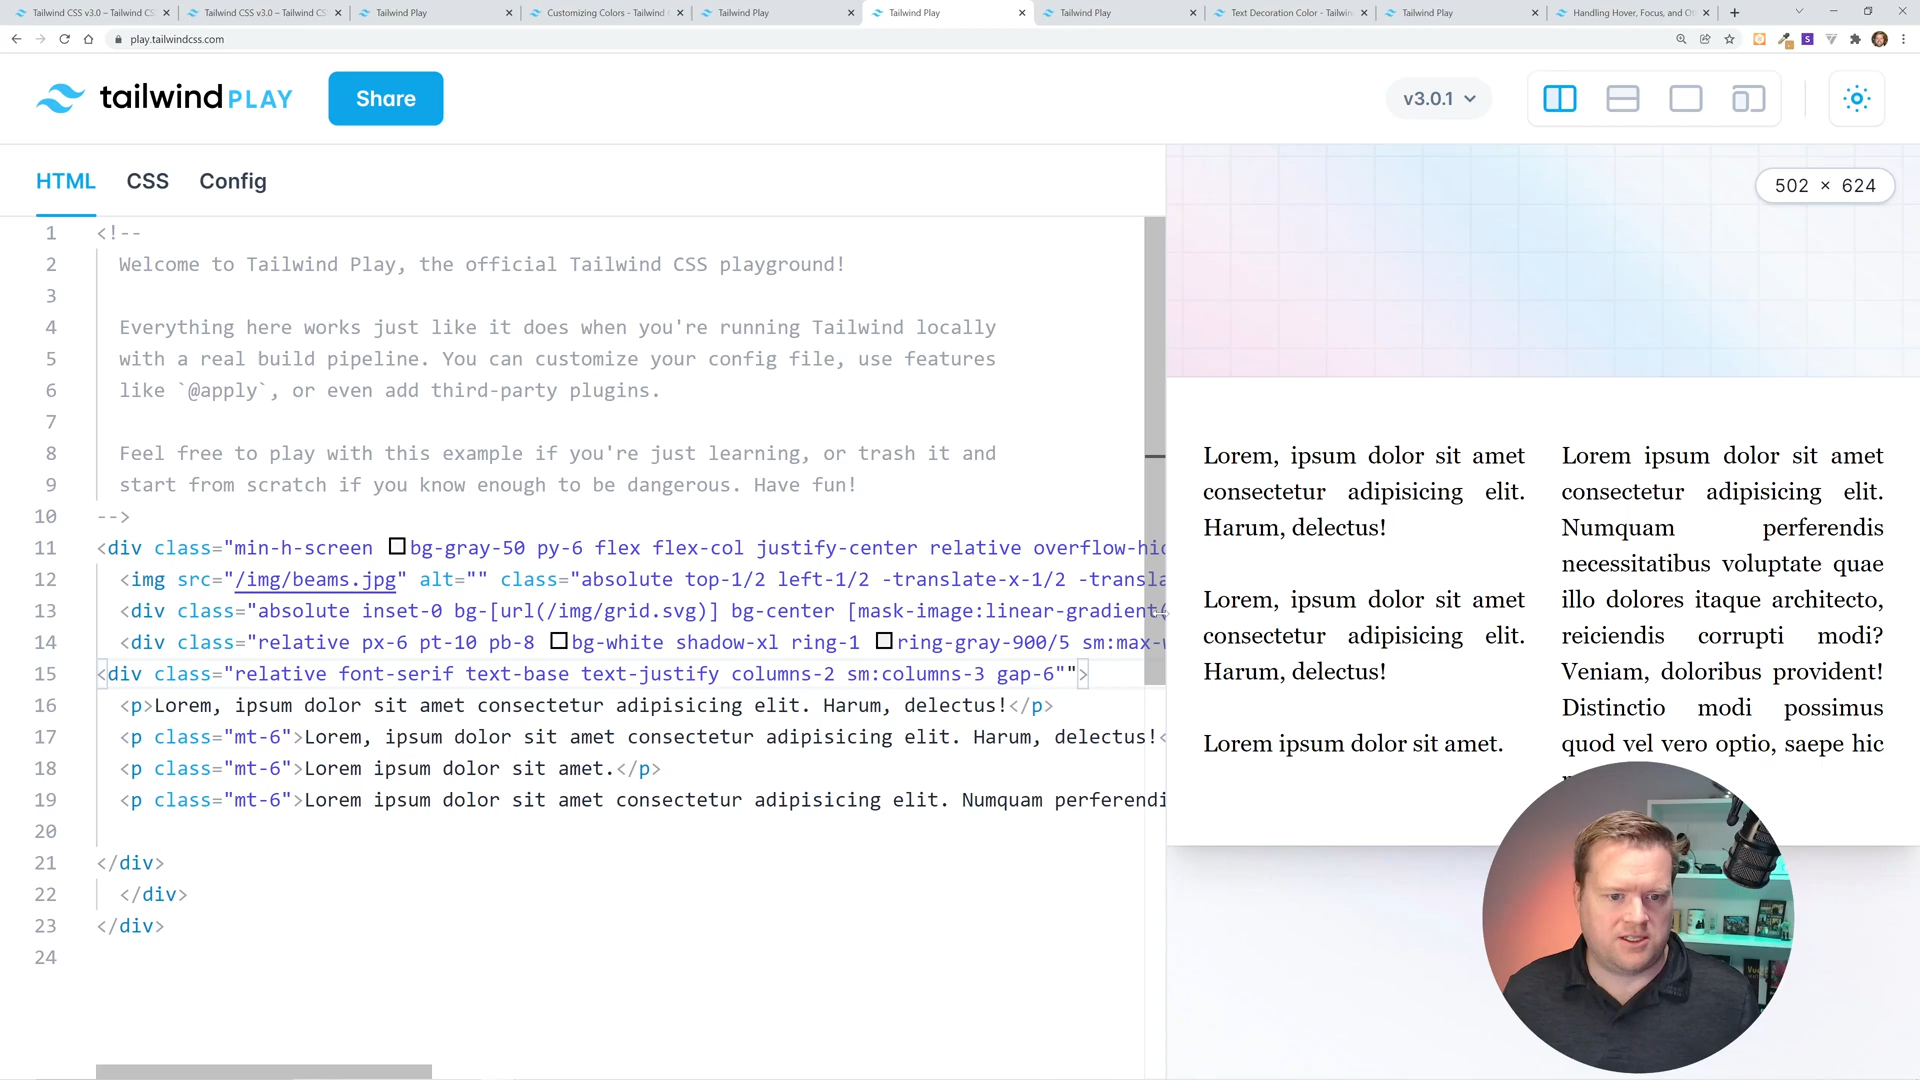 Tailwind CSS v3.0 – Tailwind CS
Tailwind CSS v3.0 – Tailwind CS
Tailwind Play
Customizing Colors - Tailwind
Tailwind Play
Tailwind Play
Tailwind Play
Text Decoration Color - Tailwin
Tailwind Play
Handling Hover, Focus, and Ot
play.tailwindcss.com
tailwind PLAY
Share
v3.0.1
HTML CSS Config
502 × 624
1 <!--
2 Welcome to Tailwind Play, the official Tailwind CSS playground!
3
4 Everything here works just like it does when you're running Tailwind locally
5 with a real build pipeline. You can customize your config file, use features
6 like `@apply`, or even add third-party plugins.
7
8 Feel free to play with this example if you're just learning, or trash it and
9 start from scratch if you know enough to be dangerous. Have fun!
10 -->
11 <div class="min-h-screen bg-gray-50 py-6 flex flex-col justify-center relative overflow-hid
12 <img src="/img/beams.jpg" alt="" class="absolute top-1/2 left-1/2 -translate-x-1/2 -transla
13 <div class="absolute inset-0 bg-[url(/img/grid.svg)] bg-center [mask-image:linear-gradient(
14 <div class="relative px-6 pt-10 pb-8 bg-white shadow-xl ring-1 ring-gray-900/5 sm:max-w
15 <div class="relative font-serif text-base text-justify columns-2 sm:columns-3 gap-6"">
16 <p>Lorem, ipsum dolor sit amet consectetur adipisicing elit. Harum, delectus!</p>
17 <p class="mt-6">Lorem, ipsum dolor sit amet consectetur adipisicing elit. Harum, delectus!<
18 <p class="mt-6">Lorem ipsum dolor sit amet.</p>
19 <p class="mt-6">Lorem ipsum dolor sit amet consectetur adipisicing elit. Numquam perferendi
20
21 </div>
22 </div>
23 </div>
24
Lorem, ipsum dolor sit amet
consectetur adipisicing elit.
Harum, delectus!
Lorem, ipsum dolor sit amet
consectetur adipisicing elit.
Harum, delectus!
Lorem ipsum dolor sit amet.
Lorem ipsum dolor sit amet
consectetur adipisicing elit.
Numquam perferendis
necessitatibus voluptate quae
illo dolores itaque architecto,
reiciendis corrupti modi?
Veniam, doloribus provident!
Distinctio modi possimus
quod vel vero optio, saepe hic